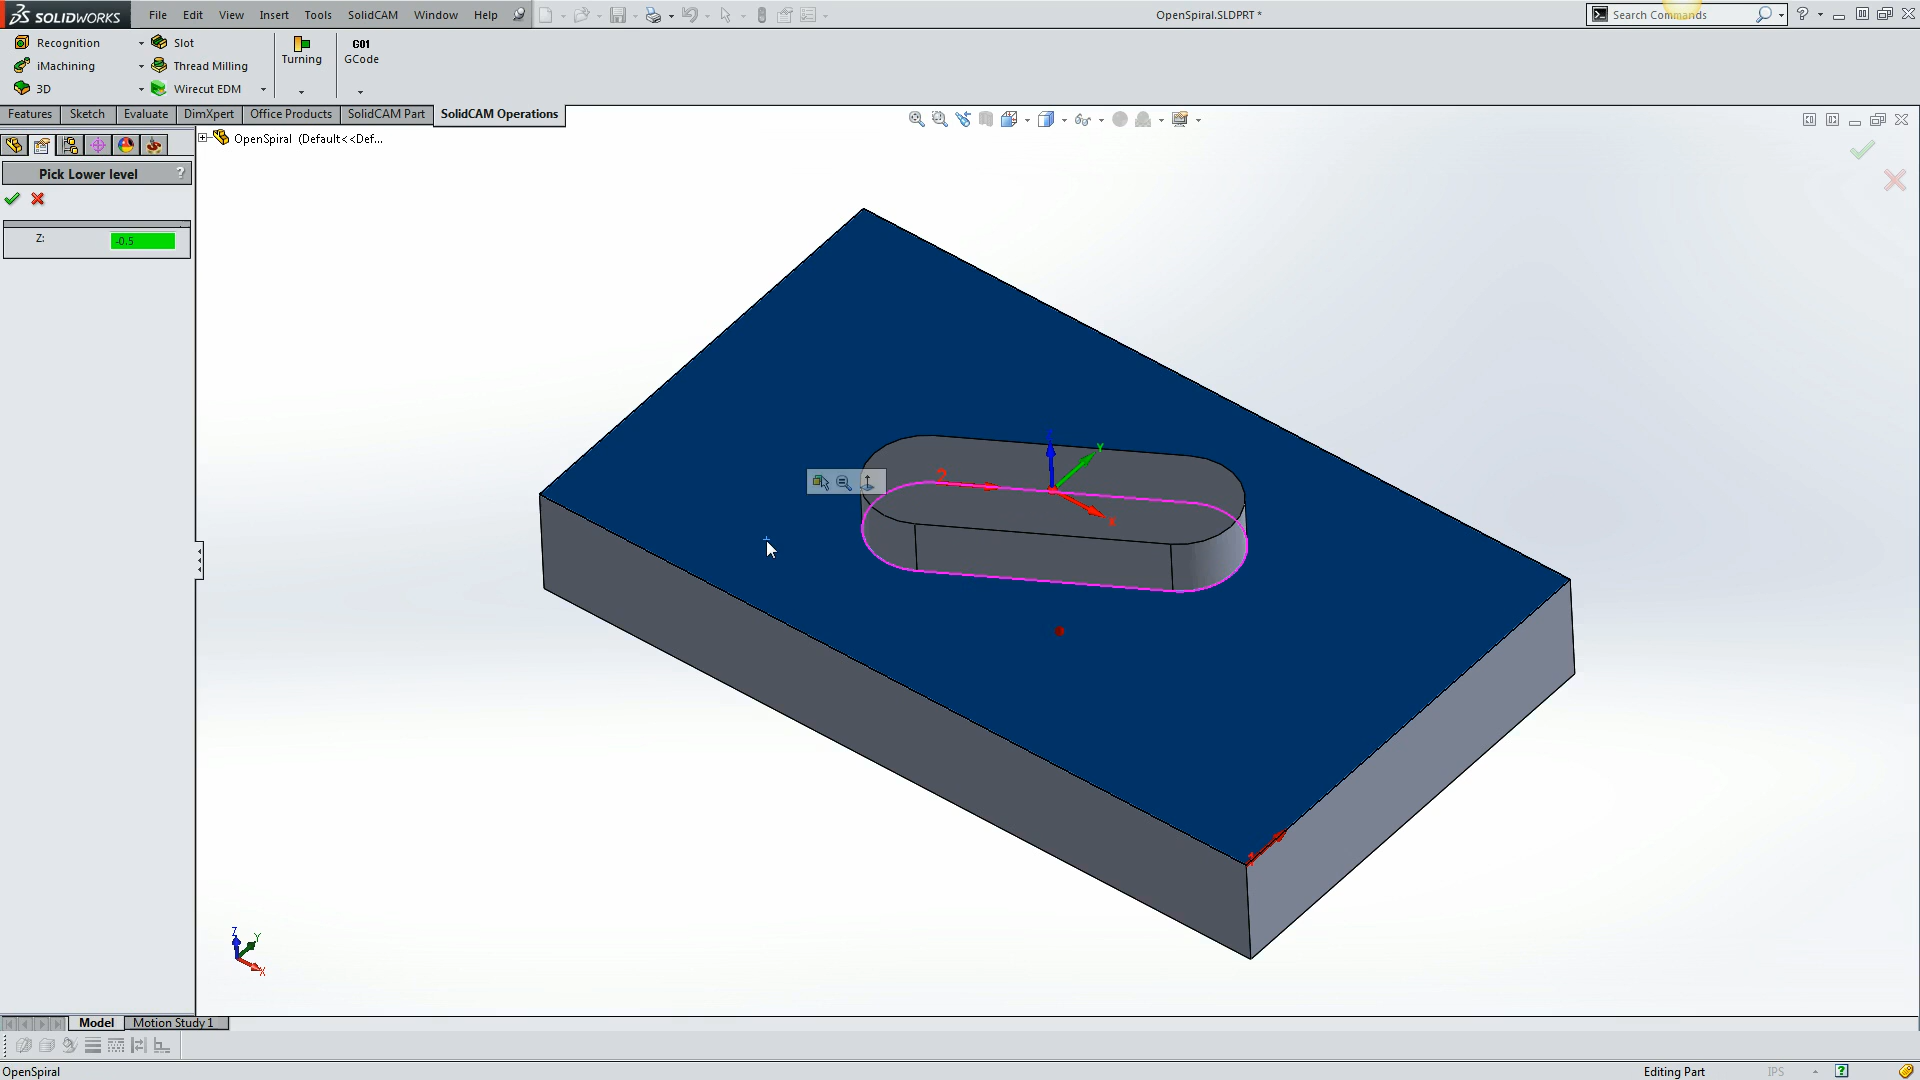 SOLIDWORKS File Edit View Insert Tools SolidCAM Window Help OpenSpiral.SLDPRT * Search Commands ?
Recognition Slot
iMachining Thread Milling
3D Wirecut EDM
Turning
G01
GCode
Features Sketch Evaluate DimXpert Office Products SolidCAM Part SolidCAM Operations
OpenSpiral (Default<<Def...
Pick Lower level ?
Z: -0.5
2
Y
X
1
Z
Y
X
Model Motion Study 1
OpenSpiral Editing Part IPS ?